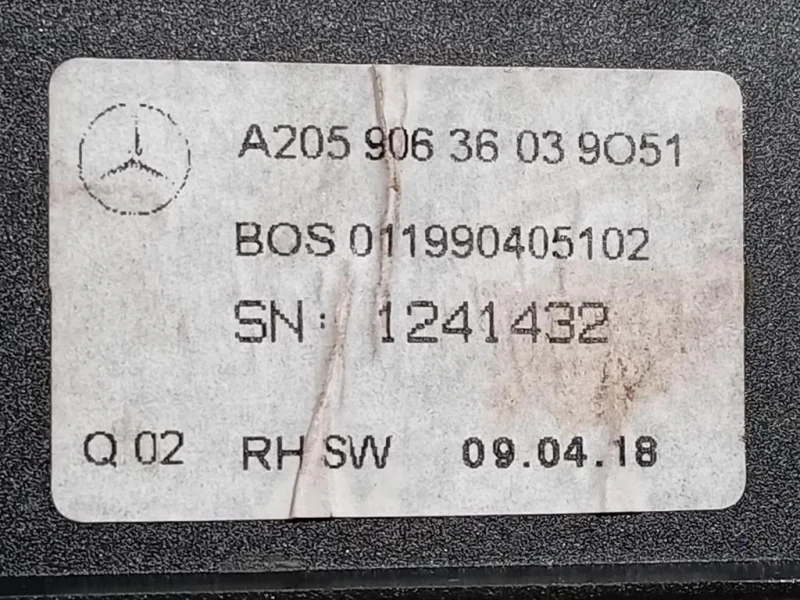 A205 906 36 03 9O51
BOS 011990405102
SN: 1241432
Q 02 RH SW 09.04.18